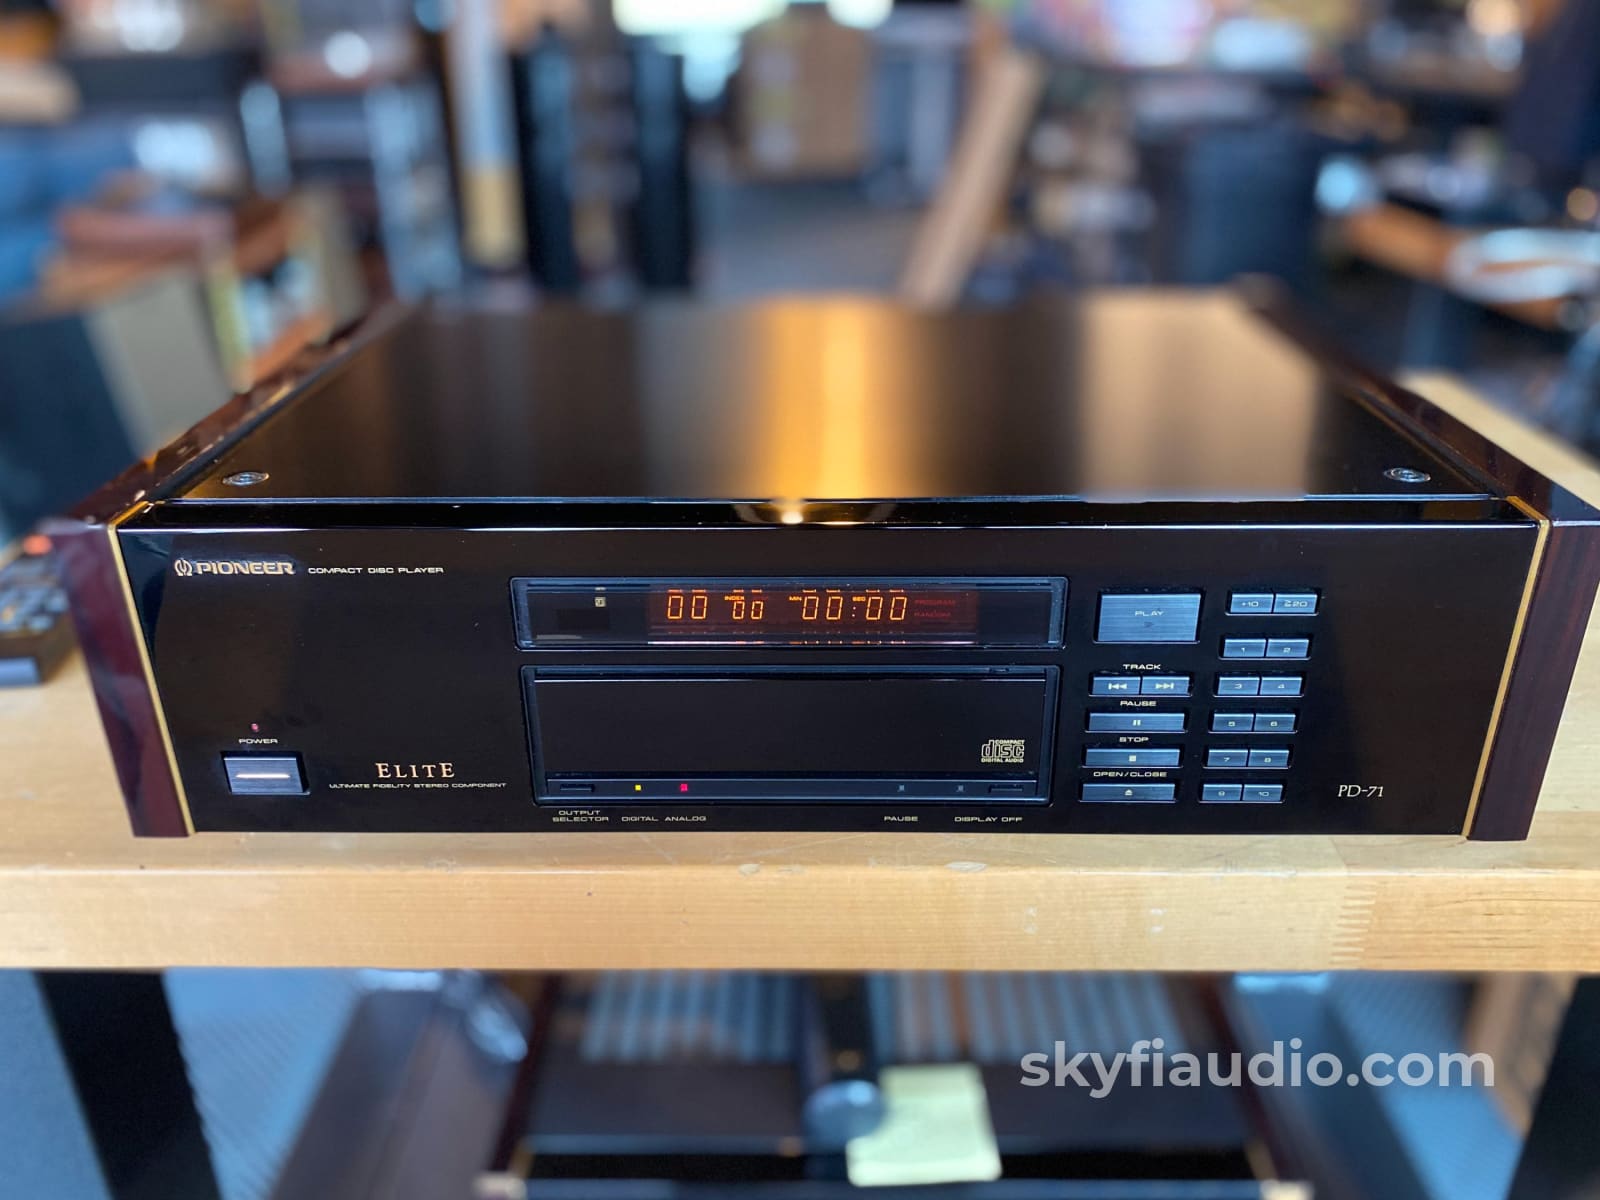 PIONEER COMPACT DISC PLAYER
00 INDEX 00 MIN 00 SEC :00 PROGRAM
RANDOM
PLAY
+10 ≧20
1 2
TRACK
3 4
PAUSE
5 6
STOP
7 8
OPEN/CLOSE
9 10
POWER
ELITE
ULTIMATE FIDELITY STEREO COMPONENT
COMPACT
disc
DIGITAL AUDIO
PD-71
OUTPUT
SELECTOR DIGITAL ANALOG PAUSE DISPLAY OFF
skyfiaudio.com